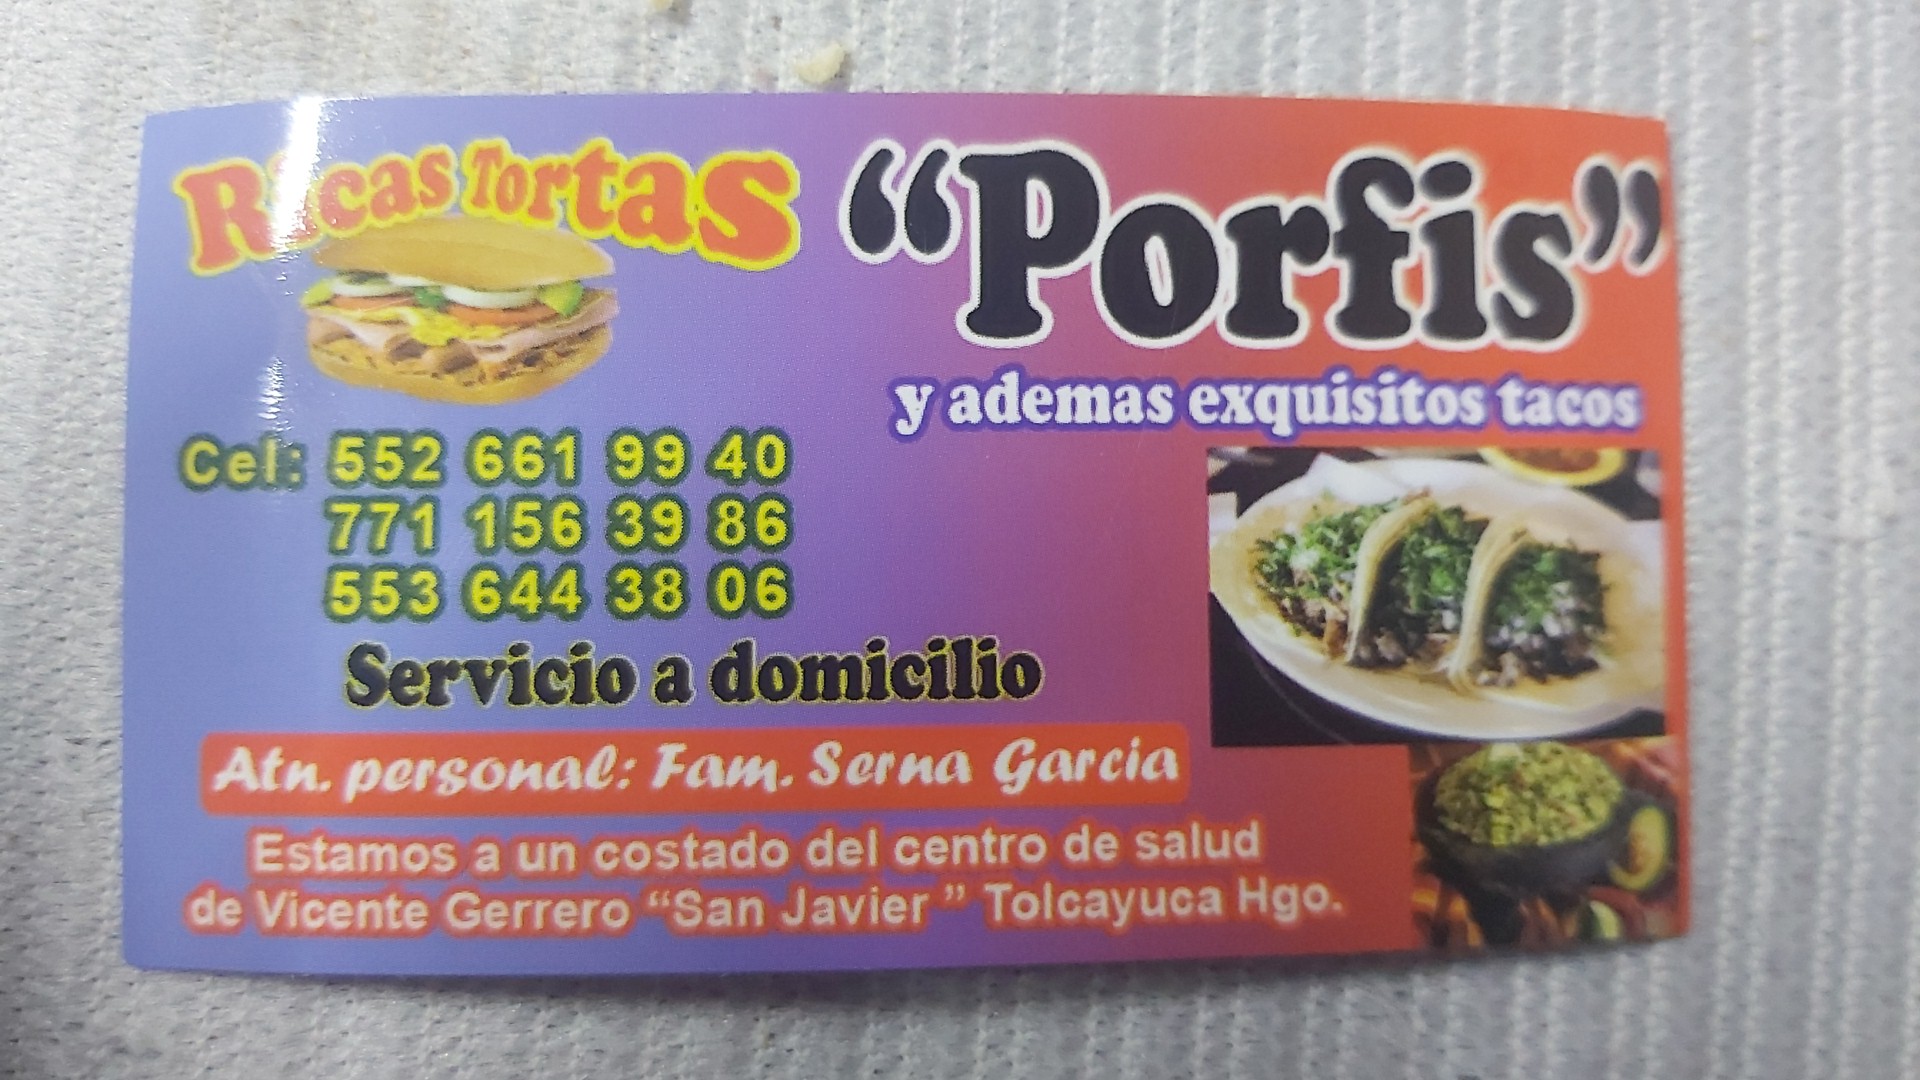 Ricas Tortas
“Porfis”
y ademas exquisitos tacos
Cel: 552 661 99 40
771 156 39 86
553 644 38 06
Servicio a domicilio
Atn. personal: Fam. Serna Garcia
Estamos a un costado del centro de salud
de Vicente Gerrero “San Javier ” Tolcayuca Hgo.